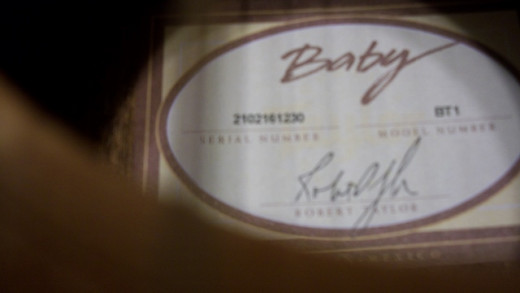 Baby
2102161230 BT1
SERIAL NUMBER MODEL NUMBER
ROBERT TAYLOR